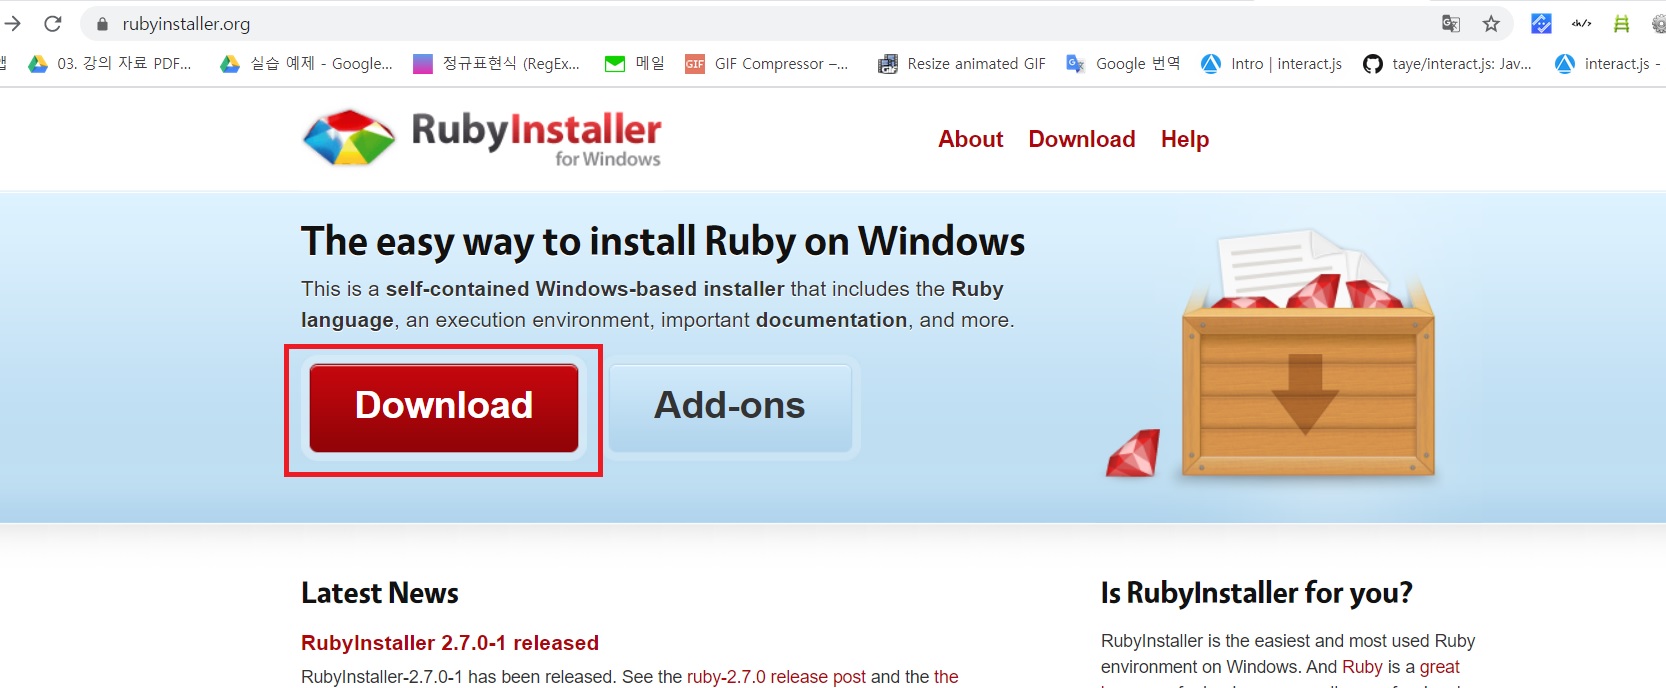 rubyinstaller.org
03. 강의 자료 PDF... 실습 예제 - Google... 정규표현식 (RegEx... 메일 GIF GIF Compressor –... Resize animated GIF Google 번역 Intro | interact.js taye/interact.js: Jav... interact.js -
RubyInstaller
for Windows
About Download Help
The easy way to install Ruby on Windows
This is a self-contained Windows-based installer that includes the Ruby
language, an execution environment, important documentation, and more.
Download Add-ons
Latest News
Is RubyInstaller for you?
RubyInstaller 2.7.0-1 released
RubyInstaller-2.7.0-1 has been released. See the ruby-2.7.0 release post and the the
RubyInstaller is the easiest and most used Ruby
environment on Windows. And Ruby is a great